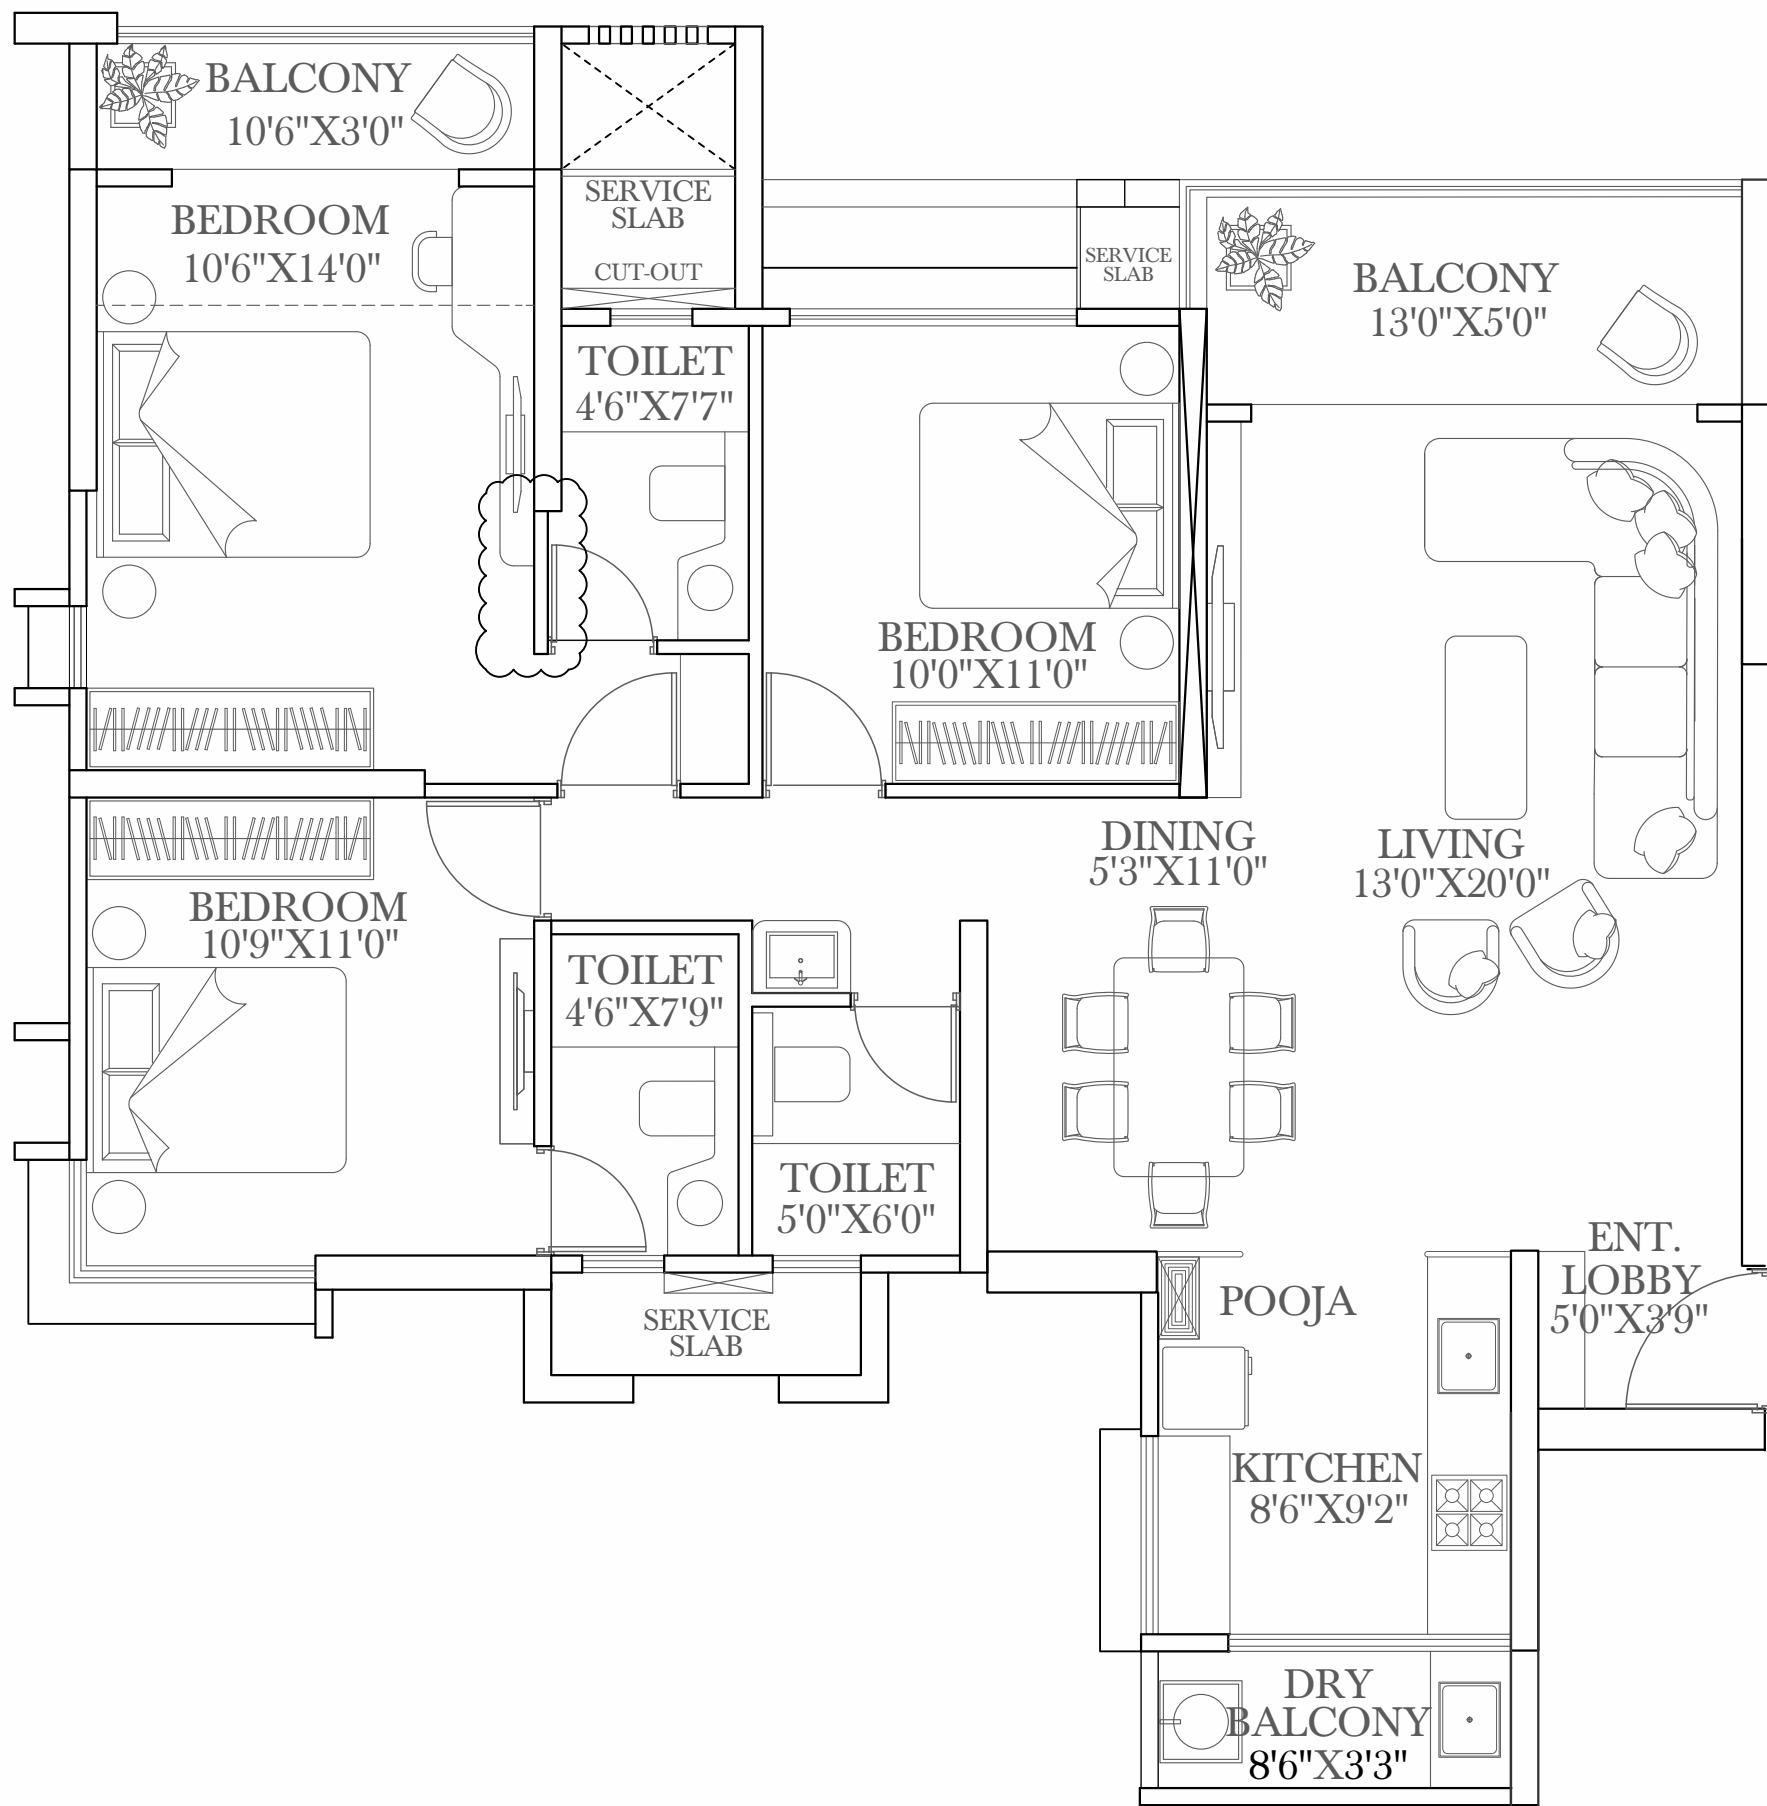 BALCONY
10'6"X3'0"
BEDROOM
10'6"X14'0"
SERVICE
SLAB
CUT-OUT
SERVICE
SLAB
BALCONY
13'0"X5'0"
TOILET
4'6"X7'7"
BEDROOM
10'0"X11'0"
DINING
5'3"X11'0"
LIVING
13'0"X20'0"
BEDROOM
10'9"X11'0"
TOILET
4'6"X7'9"
TOILET
5'0"X6'0"
SERVICE
SLAB
POOJA
ENT.
LOBBY
5'0"X3'9"
KITCHEN
8'6"X9'2"
DRY
BALCONY
8'6"X3'3"